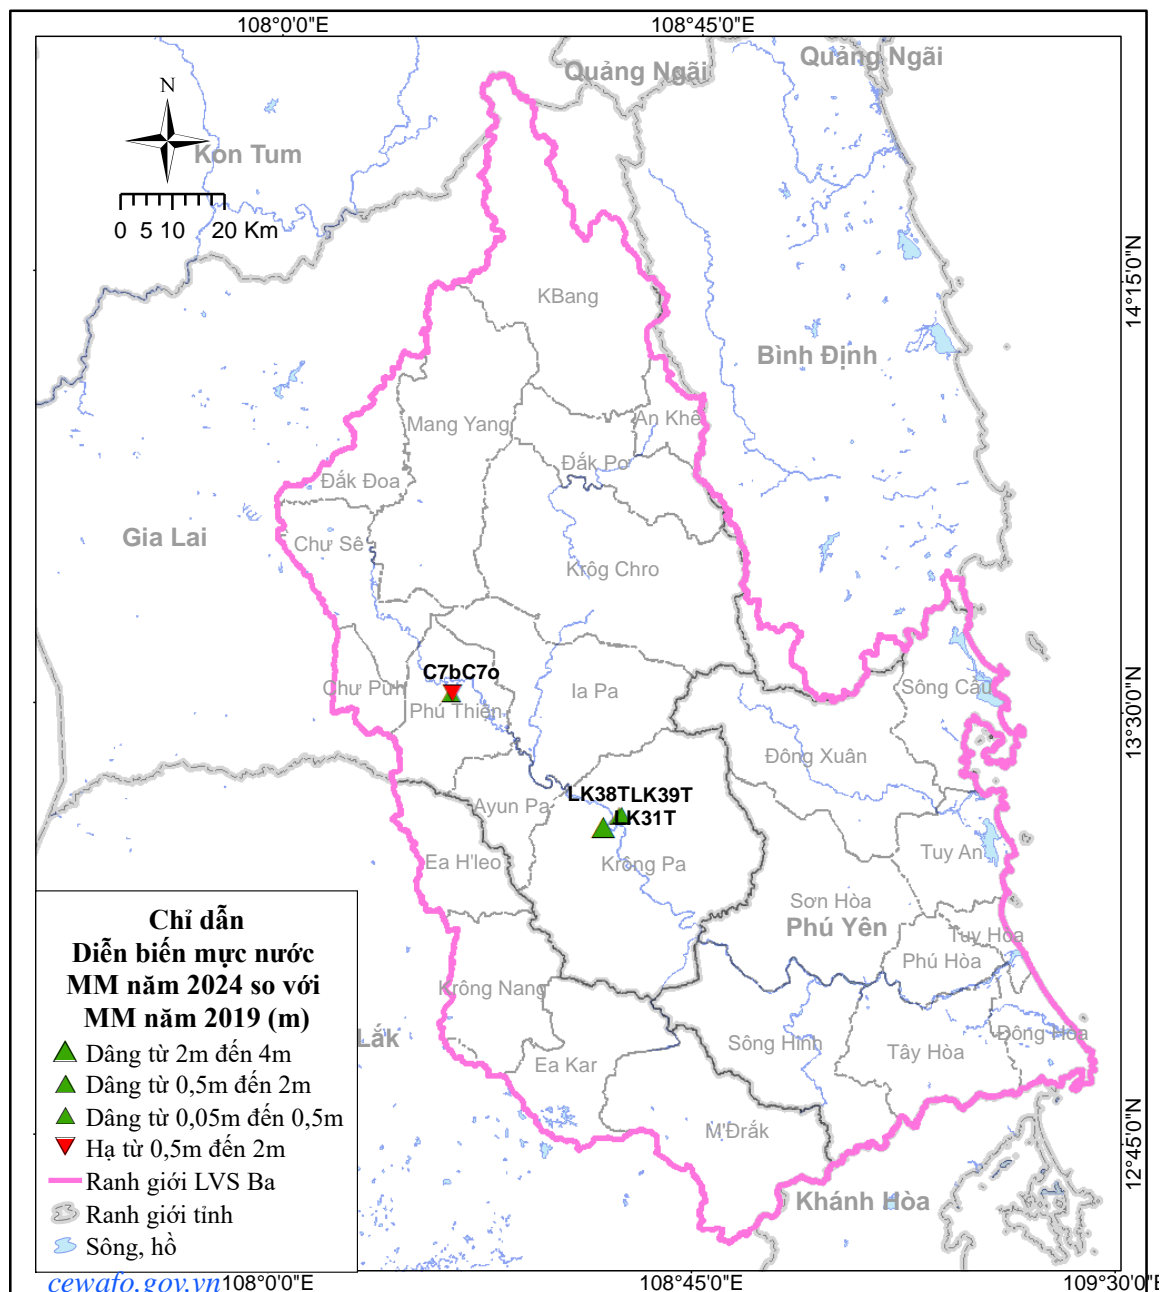 108°0'0"E 108°45'0"E
Quảng Ngãi
Quảng Ngãi
N
Kon Tum
0 5 10 20 Km
14°15'0"N
KBang
Bình Định
Mang Yang
An Khê
Đắk Pơ
Đắk Đoa
Gia Lai
Chư Sê
Krôg Chro
C7bC7o
Chư Pưh
Phú Thiện
Ia Pa
Sông Cầu
13°30'0"N
Đồng Xuân
LK38TLK39T
Ayun Pa
LK31T
Krông Pa
Ea H'leo
Tuy An
Sơn Hòa
Phú Yên
Tuy Hòa
Phú Hòa
Krông Nang
Lắk
Sông Hinh
Tây Hòa
Đông Hòa
Ea Kar
M'Đrắk
12°45'0"N
Khánh Hòa
Chỉ dẫn
Diễn biến mực nước
MM năm 2024 so với
MM năm 2019 (m)
Dâng từ 2m đến 4m
Dâng từ 0,5m đến 2m
Dâng từ 0,05m đến 0,5m
Hạ từ 0,5m đến 2m
Ranh giới LVS Ba
Ranh giới tỉnh
Sông, hồ
cewafo.gov.vn
108°0'0"E 108°45'0"E 109°30'0"E